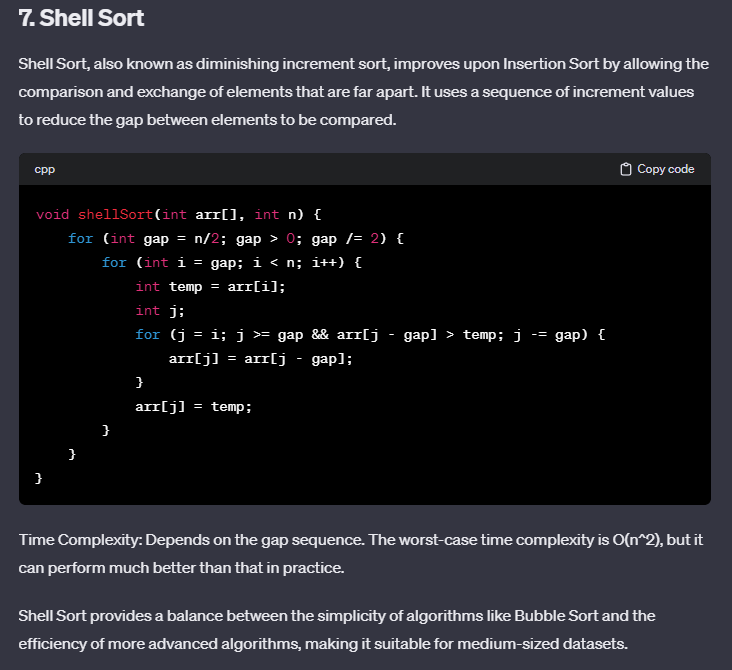 7. Shell Sort
Shell Sort, also known as diminishing increment sort, improves upon Insertion Sort by allowing the
comparison and exchange of elements that are far apart. It uses a sequence of increment values
to reduce the gap between elements to be compared.
cpp
Copy code
void shellSort(int arr[], int n) {
    for (int gap = n/2; gap > 0; gap /= 2) {
        for (int i = gap; i < n; i++) {
            int temp = arr[i];
            int j;
            for (j = i; j >= gap && arr[j - gap] > temp; j -= gap) {
                arr[j] = arr[j - gap];
            }
            arr[j] = temp;
        }
    }
}
Time Complexity: Depends on the gap sequence. The worst-case time complexity is O(n^2), but it
can perform much better than that in practice.
Shell Sort provides a balance between the simplicity of algorithms like Bubble Sort and the
efficiency of more advanced algorithms, making it suitable for medium-sized datasets.